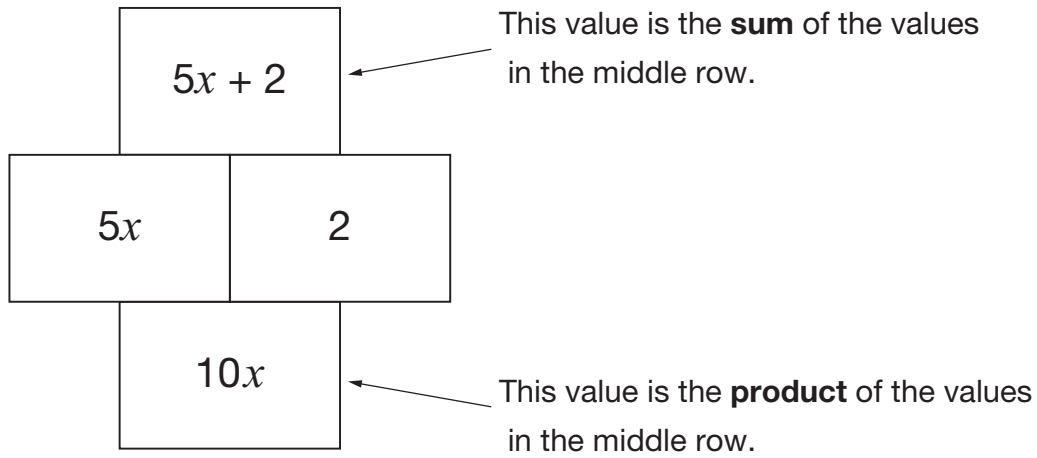 This value is the sum of the values
in the middle row.
5x + 2
5x
2
10x
This value is the product of the values
in the middle row.